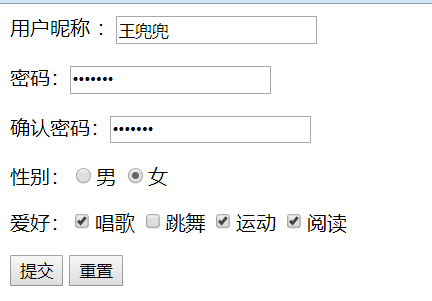 用户昵称 ：王兜兜
密码：•••••••
确认密码：•••••••
性别： 男 女
爱好： 唱歌 跳舞 运动 阅读
提交 重置